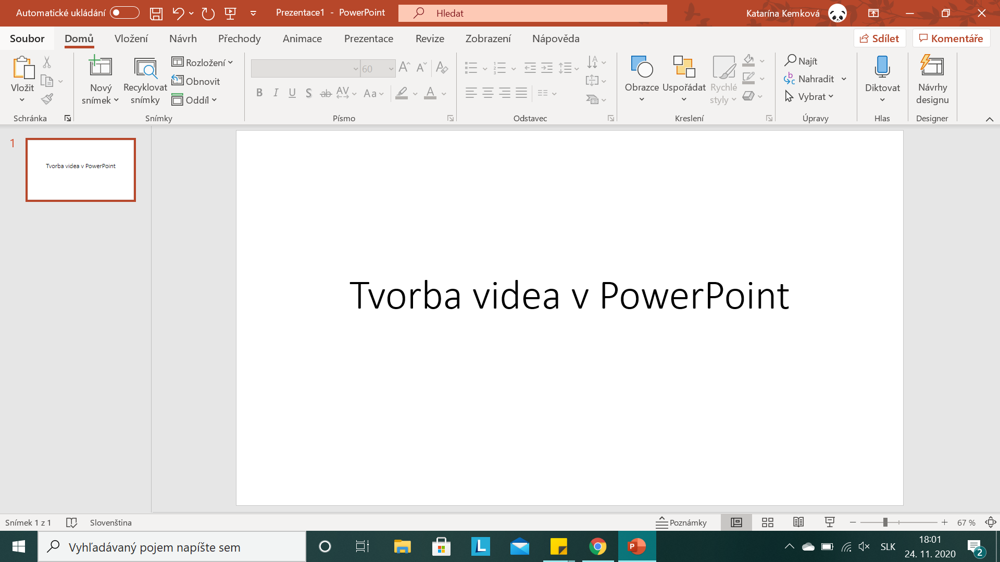 Automatické ukládání
Prezentace1 - PowerPoint
Hledat
Katarína Kemková
Soubor Domů Vložení Návrh Přechody Animace Prezentace Revize Zobrazení Nápověda
Sdílet
Komentáře
Vložit
Schránka
Nový snímek
Recyklovat snímky
Rozložení
Obnovit
Oddíl
Snímky
60
Písmo
Odstavec
Obrazce
Uspořádat
Rychlé styly
Kreslení
Najít
Nahradit
Vybrat
Úpravy
Diktovat
Hlas
Návrhy designu
Designer
1
Tvorba videa v PowerPoint
Tvorba videa v PowerPoint
Snímek 1 z 1
Slovenština
Poznámky
67 %
Vyhľadávaný pojem napíšte sem
SLK
18:01
24. 11. 2020
2